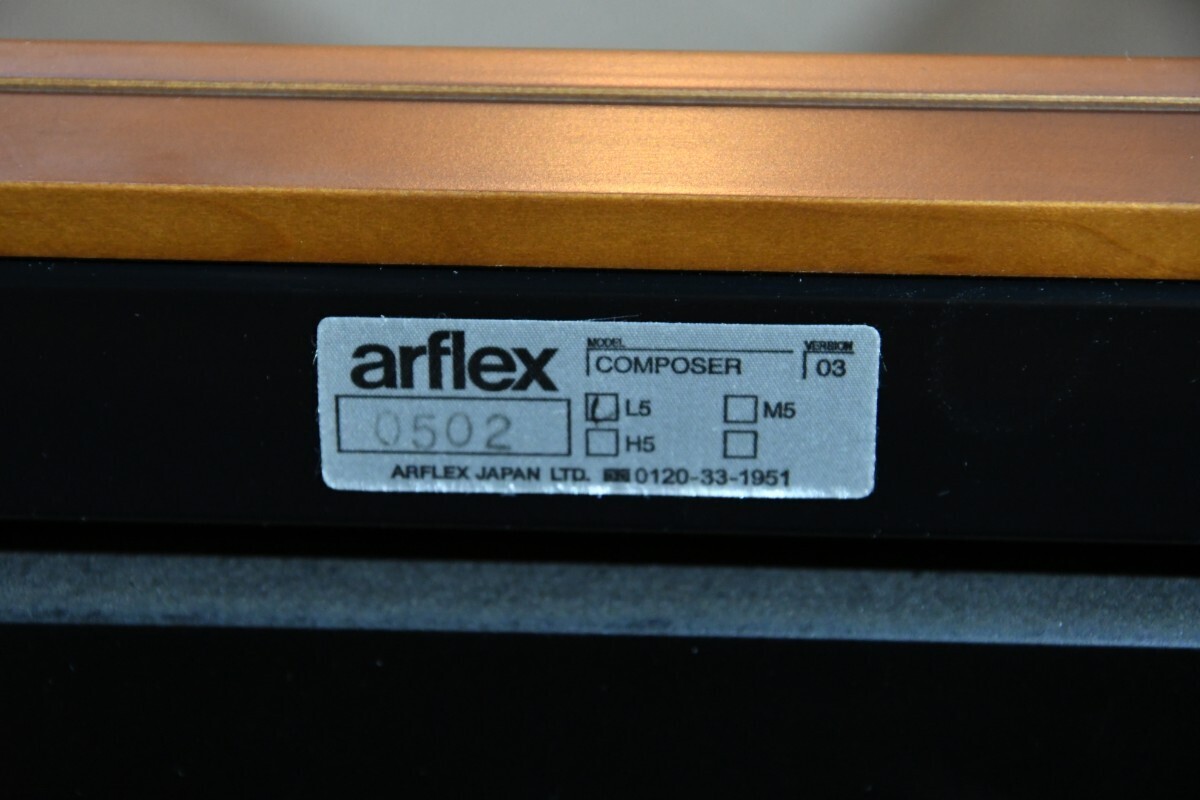 arflex
MODEL
COMPOSER
VERSION
03
0502
L5
M5
H5
ARFLEX JAPAN LTD. 0120-33-1951